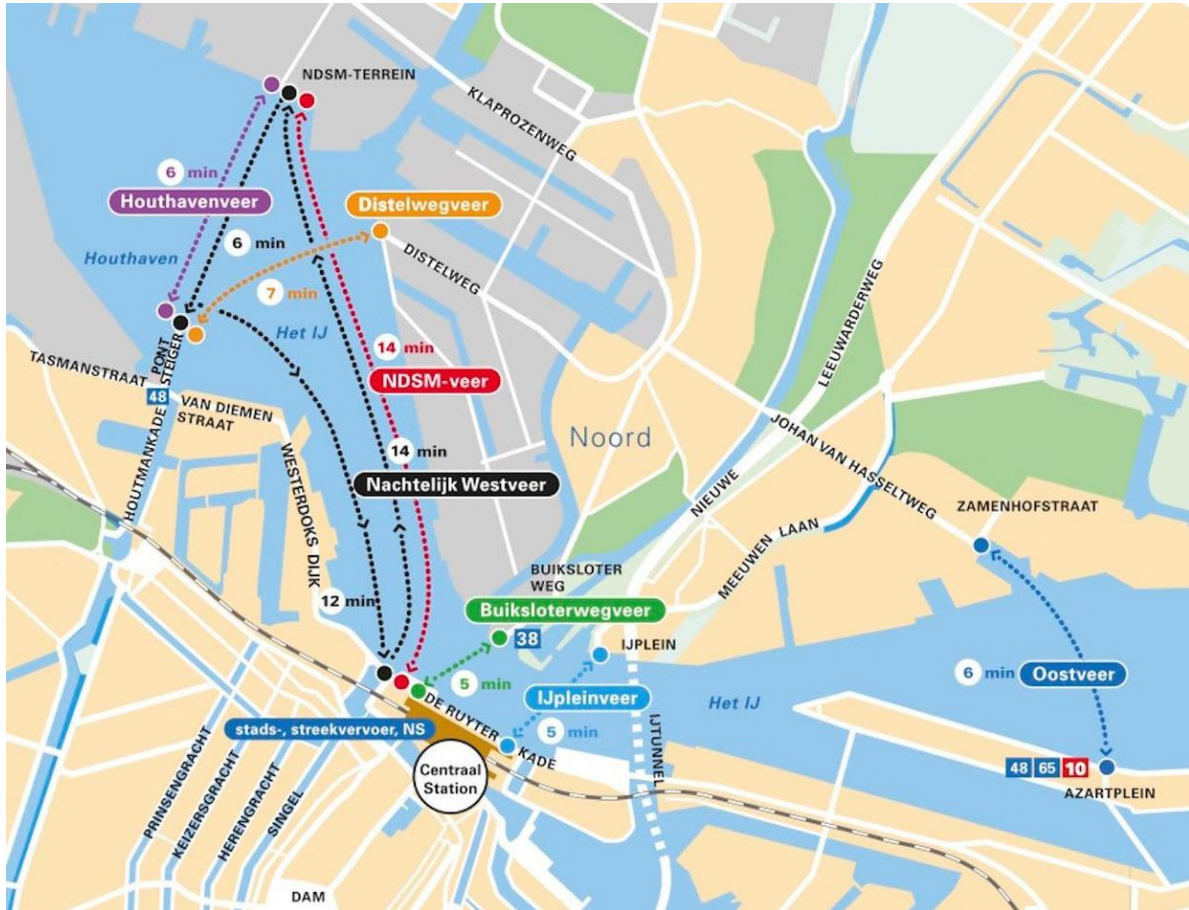 NDSM-TERREIN
KLAPROZENWEG
6 min
Houthavenveer
Distelwegveer
6 min
DISTELWEG
Houthaven
7 min
Het IJ
LEEUWARDERWEG
PONT
STEIGER
TASMANSTRAAT
48
VAN DIEMEN
STRAAT
14 min
NDSM-veer
HOUTMANKADE
WESTERDOKS DIJK
14 min
Nachtelijk Westveer
Noord
JOHAN VAN HASSELTWEG
NIEUWE
ZAMENHOFSTRAAT
MEEUWEN LAAN
BUIKSLOTER
WEG
12 min
Buiksloterwegveer
38
IJPLEIN
5 min
IJpleinveer
5 min
6 min
Oostveer
Het IJ
DE RUYTER KADE
stads-, streekvervoer, NS
IJTUNNEL
Centraal
Station
48 65 10
AZARTPLEIN
PRINSENGRACHT
KEIZERSGRACHT
HERENGRACHT
SINGEL
DAM